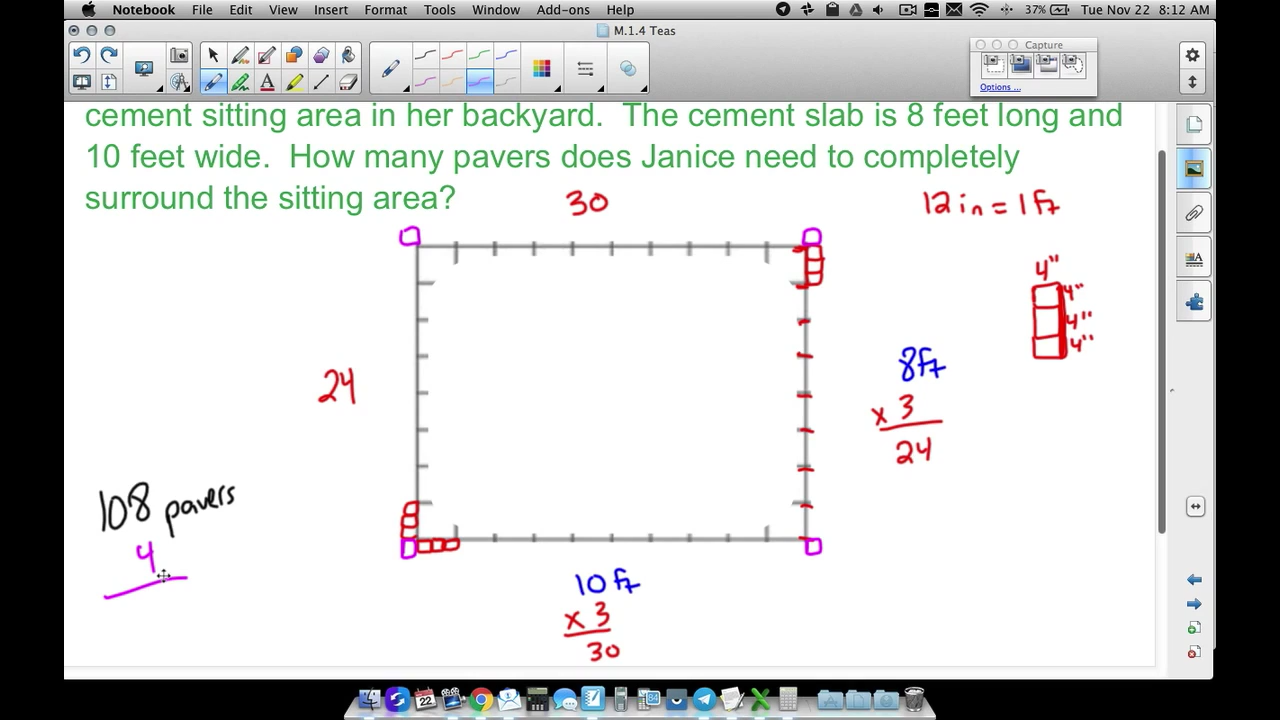 Notebook File Edit View Insert Format Tools Window Add-ons Help 37% Tue Nov 22 8:12 AM
M.1.4 Teas
Capture
Options ...
cement sitting area in her backyard. The cement slab is 8 feet long and
10 feet wide. How many pavers does Janice need to completely
surround the sitting area?
30
12 in = 1 ft
4"
4"
4"
4"
8 ft
x 3
24
24
108 pavers
4
10 ft
x 3
30